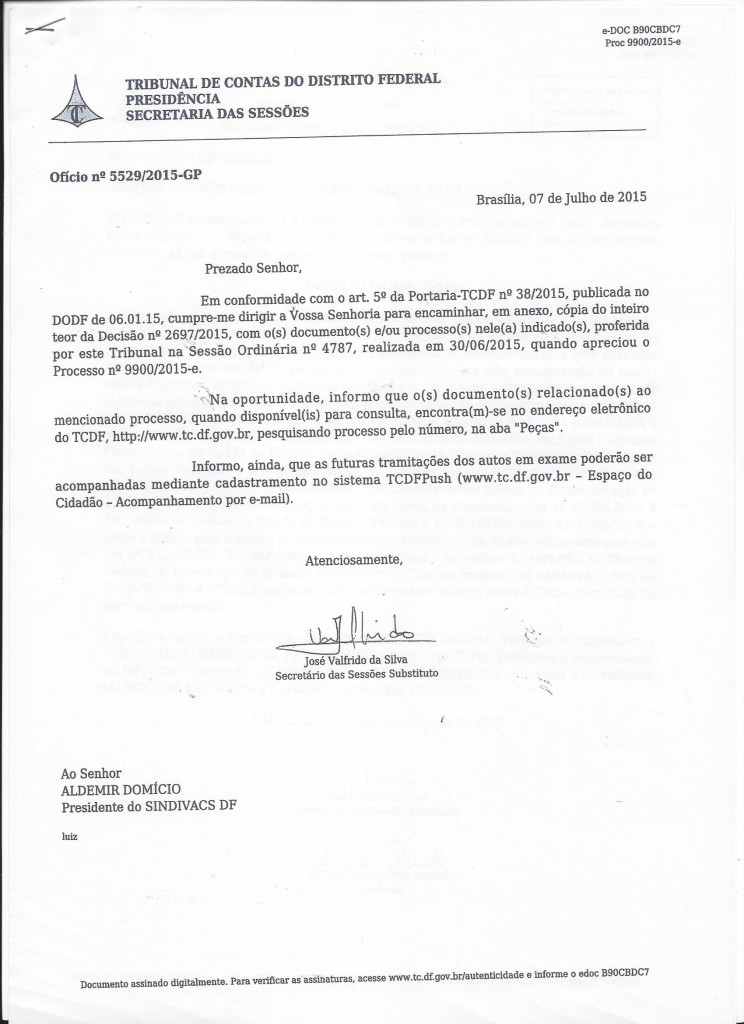 e-DOC B90CBDC7
Proc 9900/2015-e
TRIBUNAL DE CONTAS DO DISTRITO FEDERAL
PRESIDÊNCIA
SECRETARIA DAS SESSÕES
Ofício nº 5529/2015-GP
Brasília, 07 de Julho de 2015
Prezado Senhor,
Em conformidade com o art. 5º da Portaria-TCDF nº 38/2015, publicada no
DODF de 06.01.15, cumpre-me dirigir a Vossa Senhoria para encaminhar, em anexo, cópia do inteiro
teor da Decisão nº 2697/2015, com o(s) documento(s) e/ou processo(s) nele(a) indicado(s), proferida
por este Tribunal na Sessão Ordinária nº 4787, realizada em 30/06/2015, quando apreciou o
Processo nº 9900/2015-e.
Na oportunidade, informo que o(s) documento(s) relacionado(s) ao
mencionado processo, quando disponível(is) para consulta, encontra(m)-se no endereço eletrônico
do TCDF, http://www.tc.df.gov.br, pesquisando processo pelo número, na aba "Peças".
Informo, ainda, que as futuras tramitações dos autos em exame poderão ser
acompanhadas mediante cadastramento no sistema TCDFPush (www.tc.df.gov.br – Espaço do
Cidadão – Acompanhamento por e-mail).
Atenciosamente,
José Valfrido da Silva
Secretário das Sessões Substituto
Ao Senhor
ALDEMIR DOMÍCIO
Presidente do SINDIVACS DF
luiz
Documento assinado digitalmente. Para verificar as assinaturas, acesse www.tc.df.gov.br/autenticidade e informe o edoc B90CBDC7